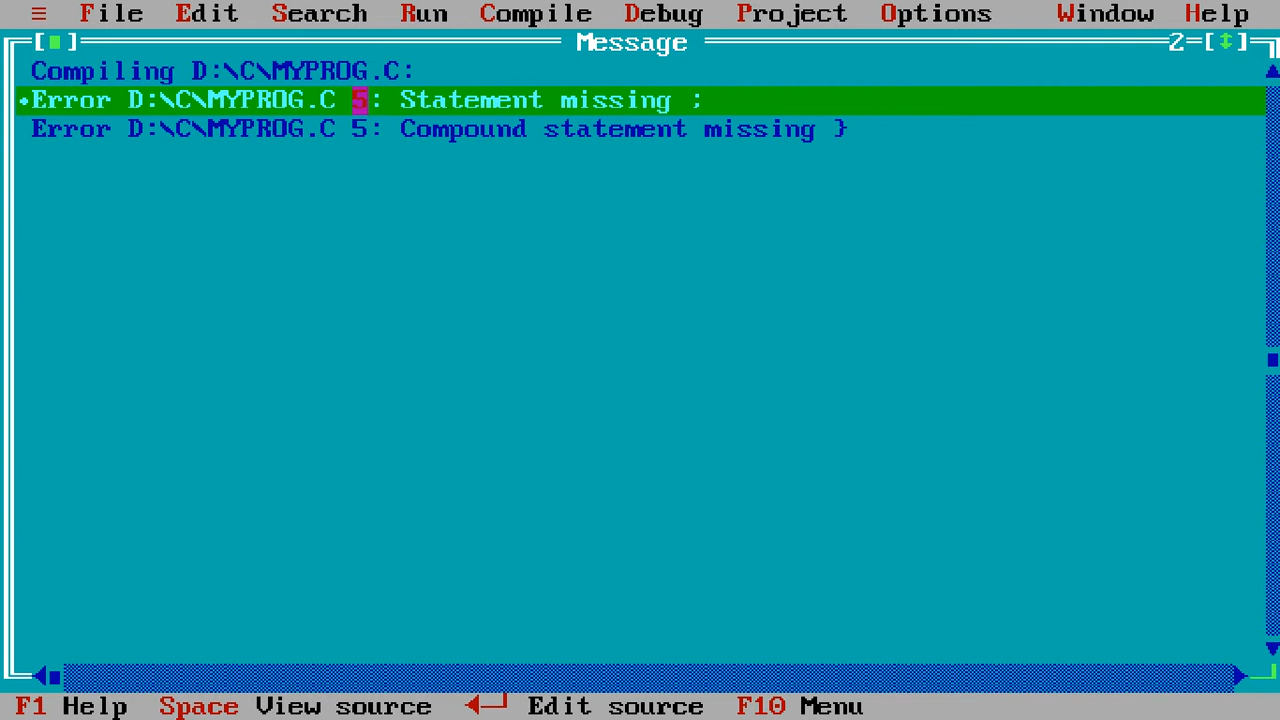 ≡ File Edit Search Run Compile Debug Project Options Window Help
[■] Message 2=[↕]
Compiling D:\C\MYPROG.C:
•Error D:\C\MYPROG.C 5: Statement missing ;
Error D:\C\MYPROG.C 5: Compound statement missing }
F1 Help Space View source ◄┘ Edit source F10 Menu